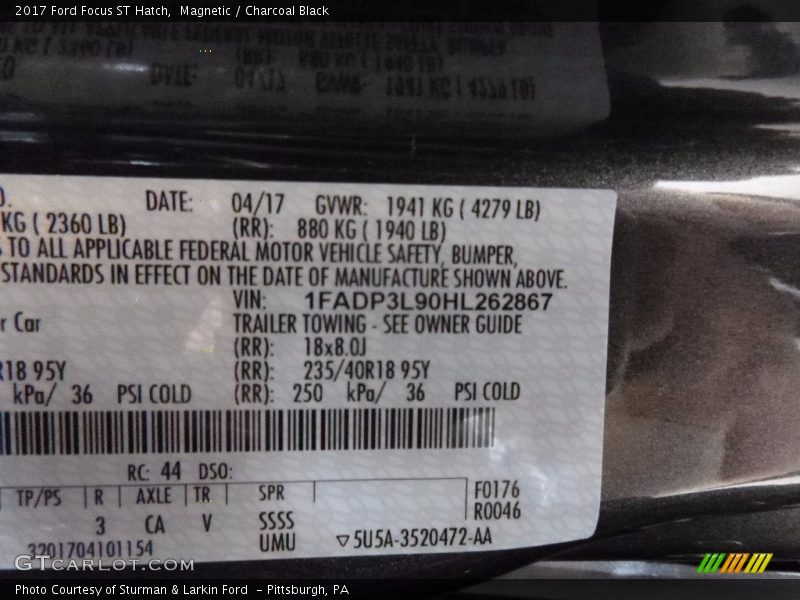 2017 Ford Focus ST Hatch, Magnetic / Charcoal Black
DATE: 04/17 GVWR: 1941 KG ( 4279 LB)
KG ( 2360 LB) (RR): 880 KG ( 1940 LB)
TO ALL APPLICABLE FEDERAL MOTOR VEHICLE SAFETY, BUMPER,
STANDARDS IN EFFECT ON THE DATE OF MANUFACTURE SHOWN ABOVE.
VIN: 1FADP3L90HL262867
r Car TRAILER TOWING - SEE OWNER GUIDE
(RR): 18x8.0J
R18 95Y (RR): 235/40R18 95Y
kPa/ 36 PSI COLD (RR): 250 kPa/ 36 PSI COLD
RC: 44 DSO:
TP/PS R AXLE TR SPR F0176
R0046
3 CA V SSSS
UMU ▽5U5A-3520472-AA
3201704101154
GTCARLOT.COM
Photo Courtesy of Sturman & Larkin Ford - Pittsburgh, PA